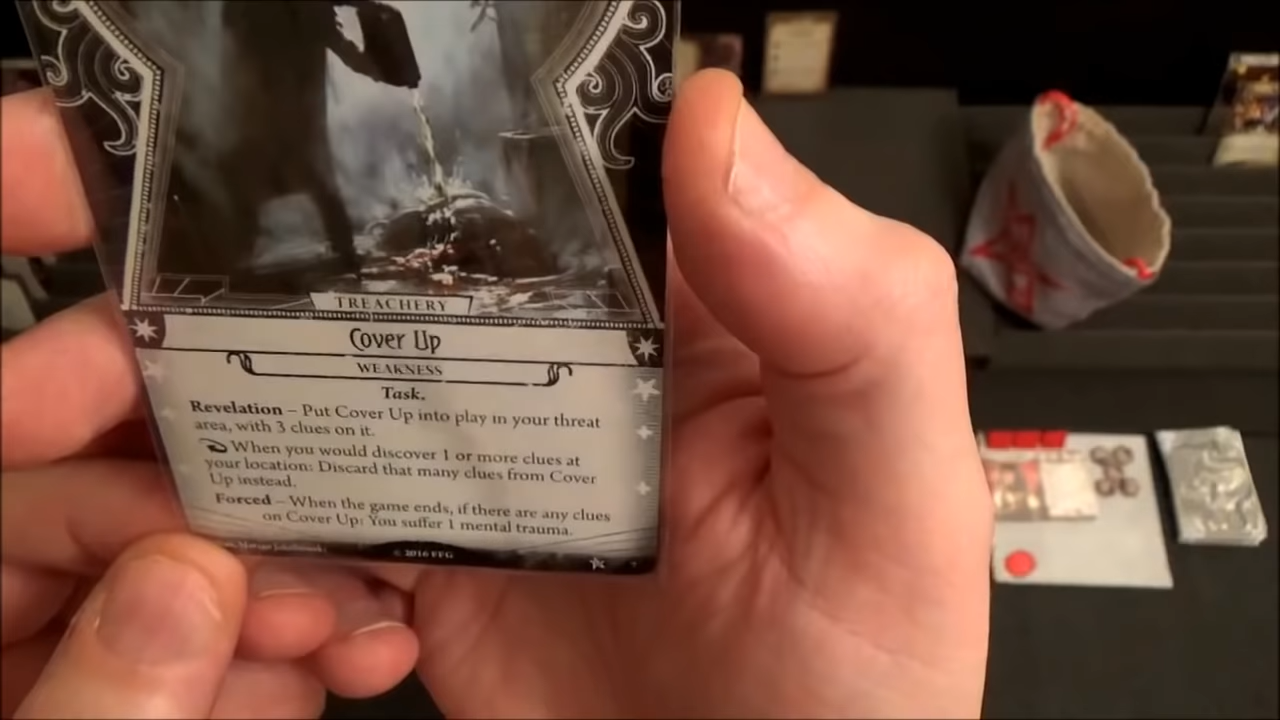 TREACHERY
Cover Up
WEAKNESS
Task.
Revelation – Put Cover Up into play in your threat
area, with 3 clues on it.
When you would discover 1 or more clues at
your location: Discard that many clues from Cover
Up instead.
Forced – When the game ends, if there are any clues
on Cover Up: You suffer 1 mental trauma.
© 2016 FFG